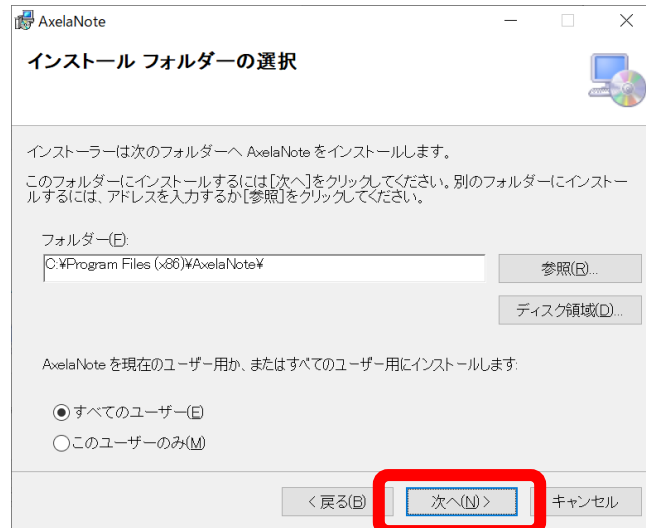 AxelaNote
インストール フォルダーの選択
インストーラーは次のフォルダーへ AxelaNote をインストールします。
このフォルダーにインストールするには[次へ]をクリックしてください。別のフォルダーにインストー
ルするには、アドレスを入力するか[参照]をクリックしてください。
フォルダー(F):
C:¥Program Files (x86)¥AxelaNote¥
参照(R)...
ディスク領域(D)...
AxelaNote を現在のユーザー用か、またはすべてのユーザー用にインストールします:
すべてのユーザー(E)
このユーザーのみ(M)
< 戻る(B) 次へ(N) > キャンセル